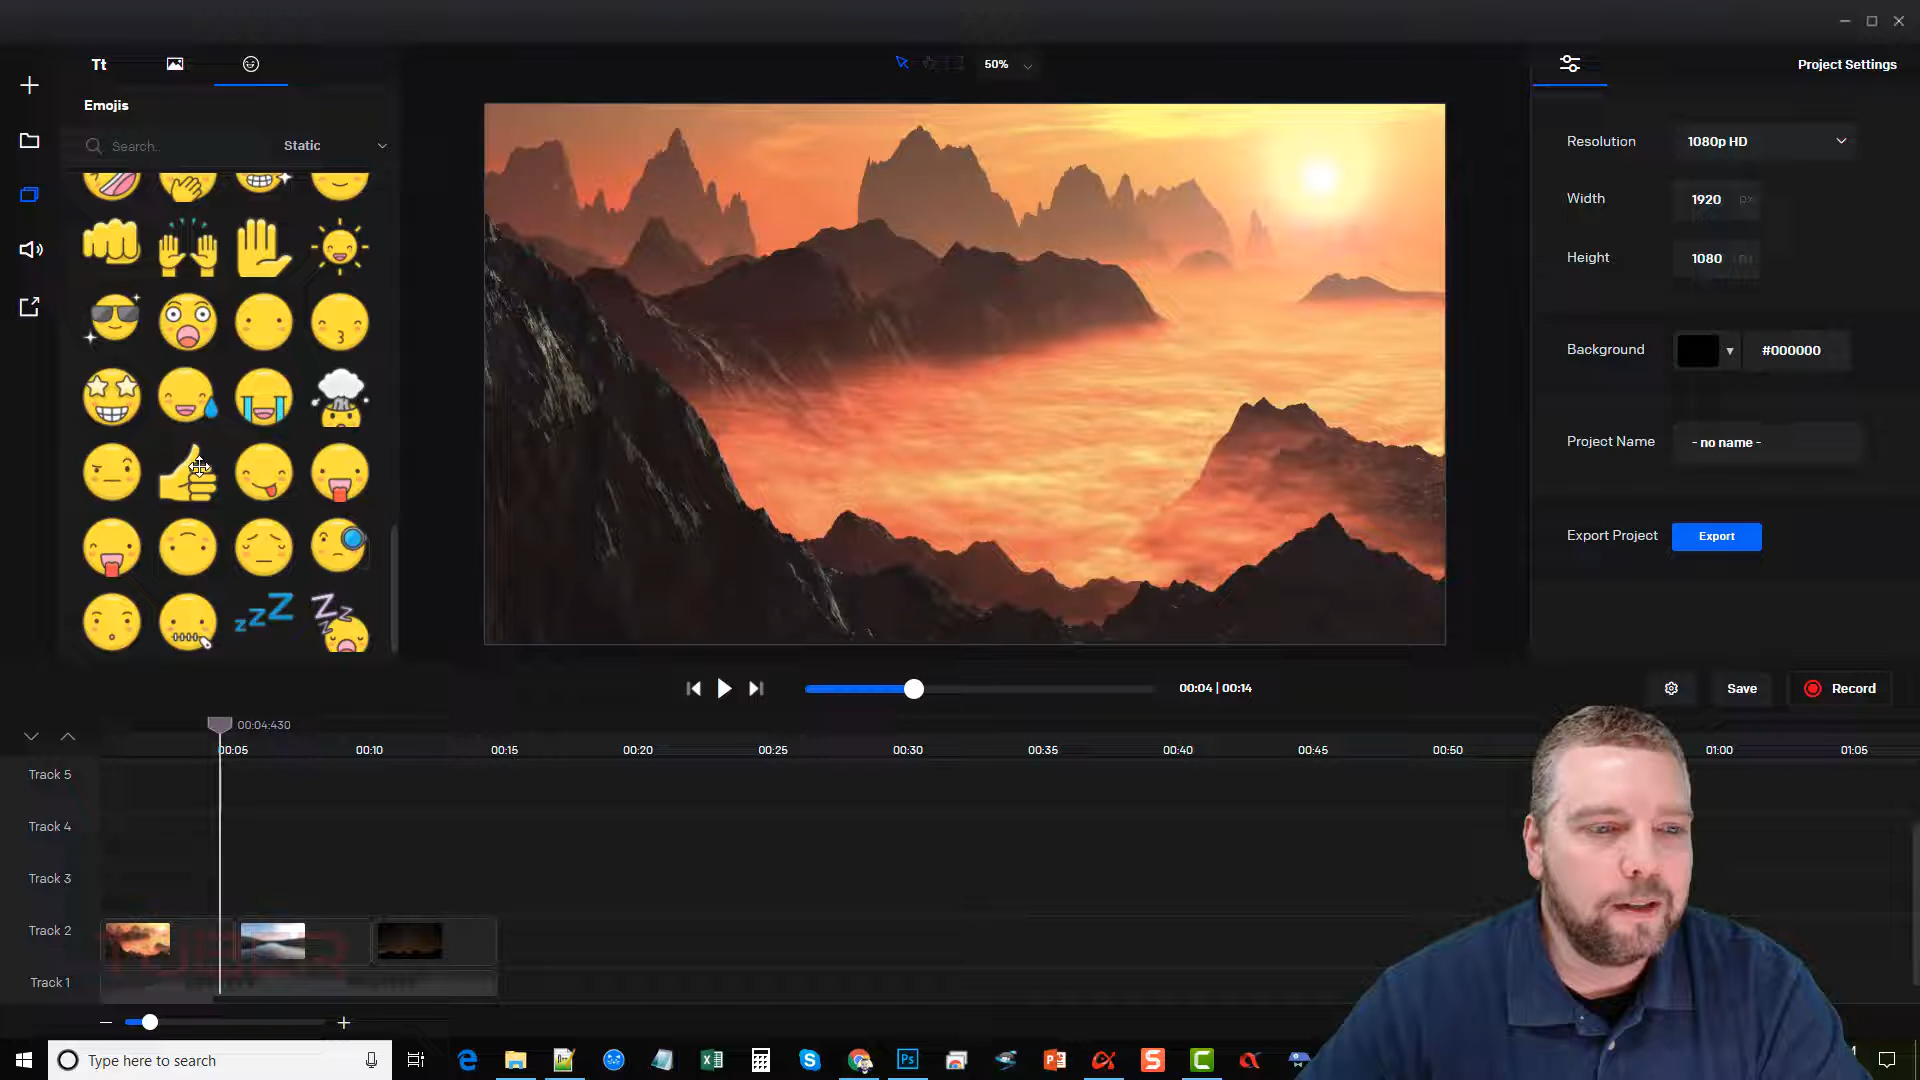 Tt
50%
Project Settings
Emojis
Search..
Static
Resolution
1080p HD
Width
1920
px
Height
1080
Background
#000000
Project Name
- no name -
Export Project
Export
00:04 | 00:14
Save
Record
00:04:430
00:05
00:10
00:15
00:20
00:25
00:30
00:35
00:40
00:45
00:50
01:00
01:05
Track 5
Track 4
Track 3
Track 2
Track 1
Type here to search